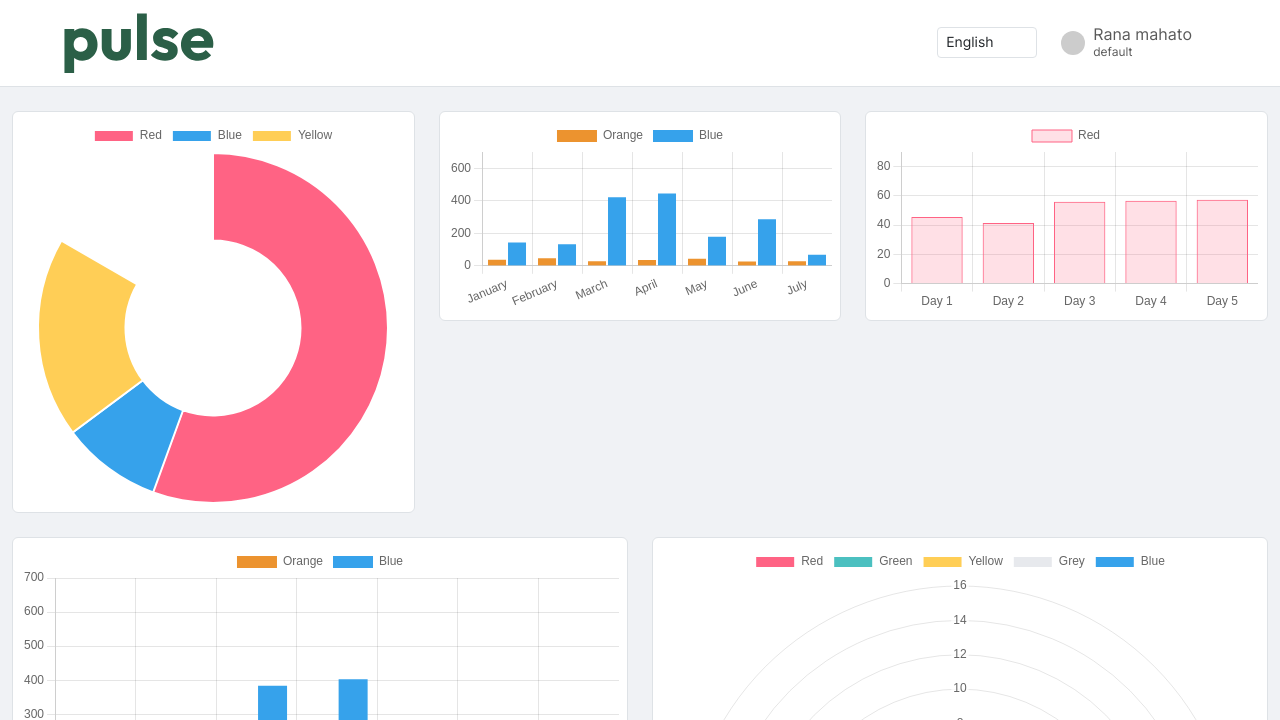 pulse
English
Rana mahato
default
Red Blue Yellow
Orange Blue
600
400
200
0
January February March April May June July
Red
80
60
40
20
0
Day 1 Day 2 Day 3 Day 4 Day 5
Orange Blue
700
600
500
400
300
Red Green Yellow Grey Blue
16
14
12
10